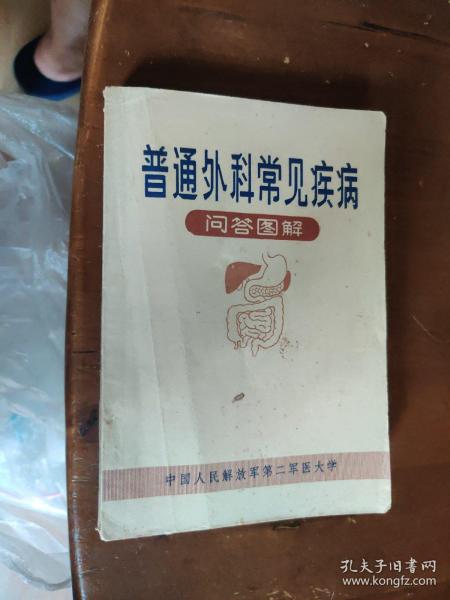 普通外科常见疾病
问答图解
中国人民解放军第二军医大学
孔夫子旧书网
www.kongfz.com